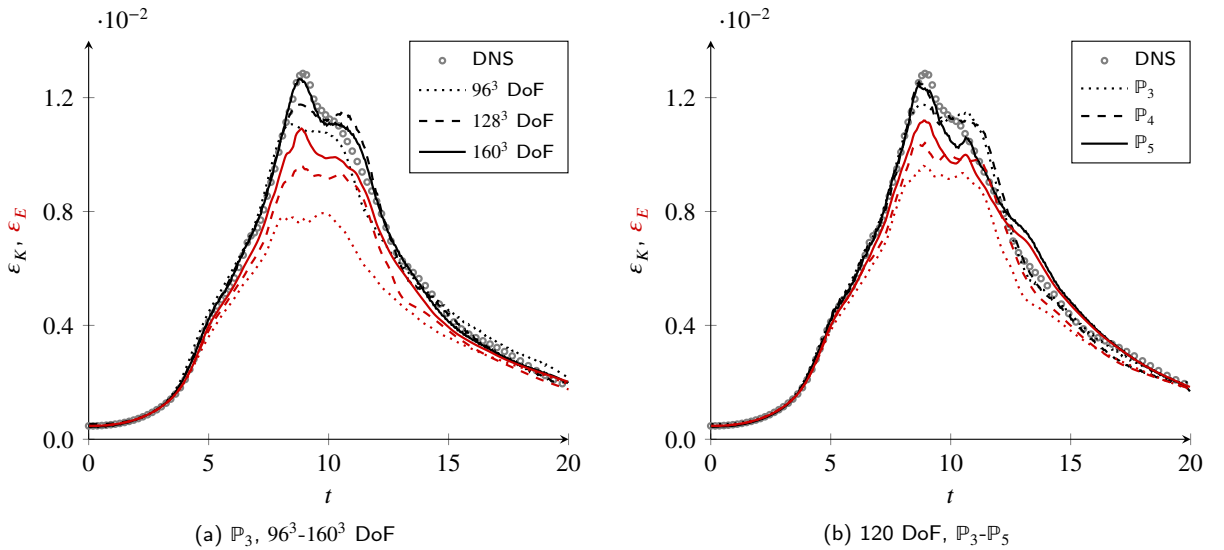 ·10⁻²
1.2
0.8
0.4
0.0
ε_K, ε_E
0 5 10 15 20
t
DNS
96³ DoF
128³ DoF
160³ DoF
(a) ℙ₃, 96³-160³ DoF
·10⁻²
1.2
0.8
0.4
0.0
ε_K, ε_E
0 5 10 15 20
t
DNS
ℙ₃
ℙ₄
ℙ₅
(b) 120 DoF, ℙ₃-ℙ₅